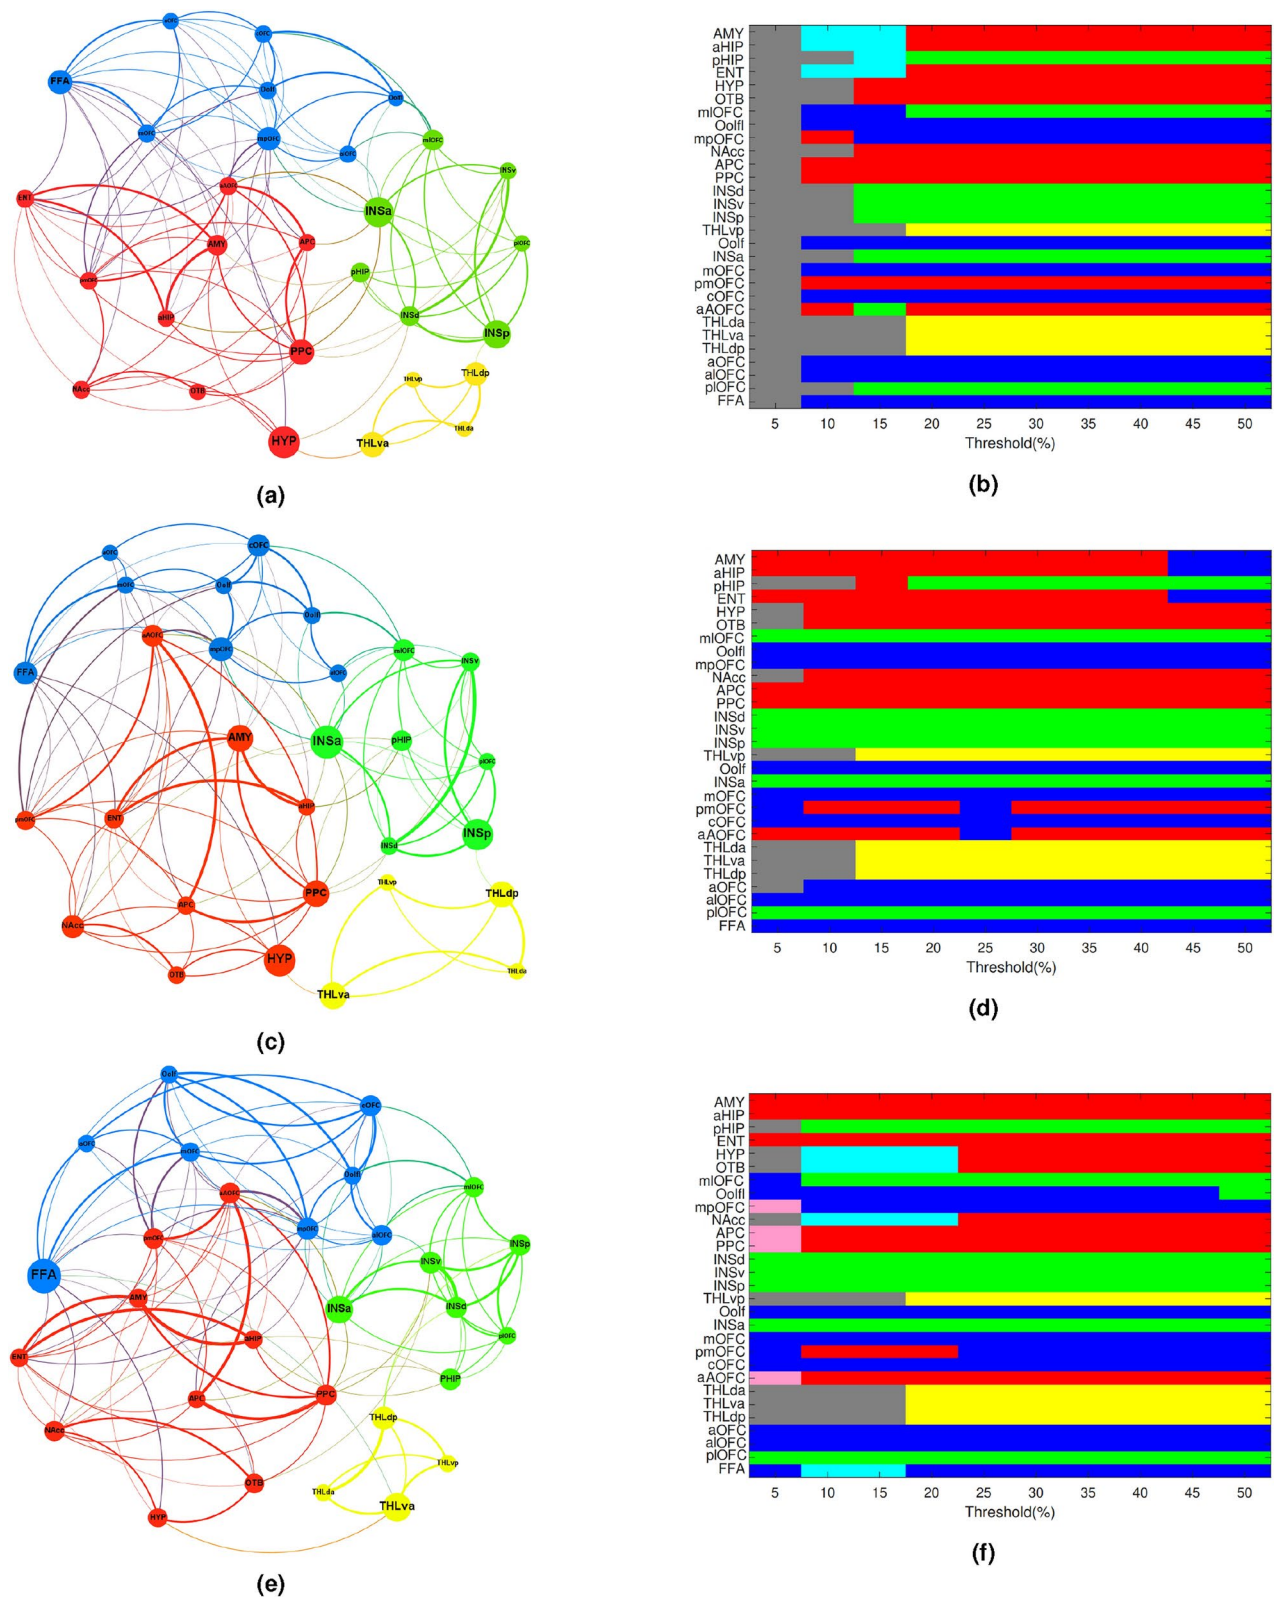 aOFC
cOFC
FFA
Oolf
Oolfl
mOFC
mpOFC
mlOFC
INSv
aAOFC
ENT
INSa
AMY
APC
plOFC
pHIP
pmOFC
aHIP
INSd
INSp
PPC
NAcc
OTB
THLvp
THLdp
THLda
HYP
THLva
(a)
AMY
aHIP
pHIP
ENT
HYP
OTB
mlOFC
Oolfl
mpOFC
NAcc
APC
PPC
INSd
INSv
INSp
THLvp
Oolf
INSa
mOFC
pmOFC
cOFC
aAOFC
THLda
THLva
THLdp
aOFC
alOFC
plOFC
FFA
5 10 15 20 25 30 35 40 45 50
Threshold(%)
(b)
cOFC
aOFC
mOFC
Oolf
Oolfl
aAOFC
mpOFC
mlOFC
INSv
FFA
alOFC
AMY
INSa
pHIP
plOFC
aHIP
pmOFC
ENT
INSp
INSd
THLvp
PPC
THLdp
APC
NAcc
HYP
OTB
THLda
THLva
(c)
AMY
aHIP
pHIP
ENT
HYP
OTB
mlOFC
Oolfl
mpOFC
NAcc
APC
PPC
INSd
INSv
INSp
THLvp
Oolf
INSa
mOFC
pmOFC
cOFC
aAOFC
THLda
THLva
THLdp
aOFC
alOFC
plOFC
FFA
5 10 15 20 25 30 35 40 45 50
Threshold(%)
(d)
Oolf
cOFC
aOFC
mOFC
Oolfl
aAOFC
mlOFC
mpOFC
alOFC
pmOFC
INSp
INSv
FFA
AMY
INSa
INSd
aHIP
plOFC
ENT
PHIP
APC
PPC
THLdp
NAcc
THLvp
OTB
THLda
THLva
HYP
(e)
AMY
aHIP
pHIP
ENT
HYP
OTB
mlOFC
Oolfl
mpOFC
NAcc
APC
PPC
INSd
INSv
INSp
THLvp
Oolf
INSa
mOFC
pmOFC
cOFC
aAOFC
THLda
THLva
THLdp
aOFC
alOFC
plOFC
FFA
5 10 15 20 25 30 35 40 45 50
Threshold(%)
(f)